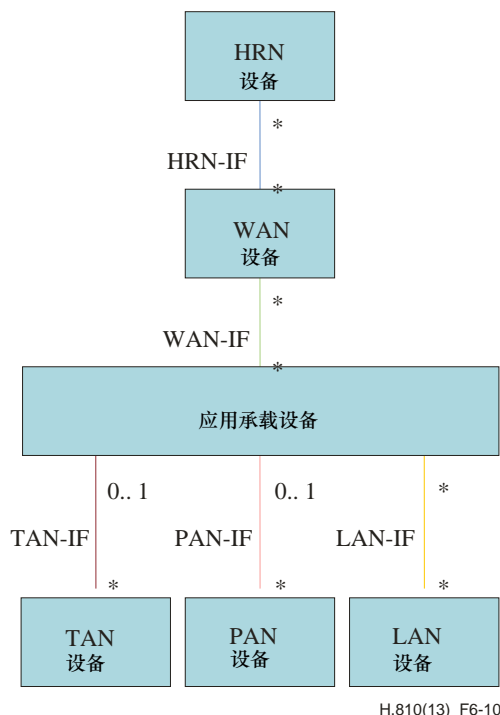 HRN
设备
*
HRN-IF
*
WAN
设备
*
WAN-IF
*
应用承载设备
0.. 1 0.. 1 *
TAN-IF PAN-IF LAN-IF
* * *
TAN PAN LAN
设备 设备 设备
H.810(13)_F6-10